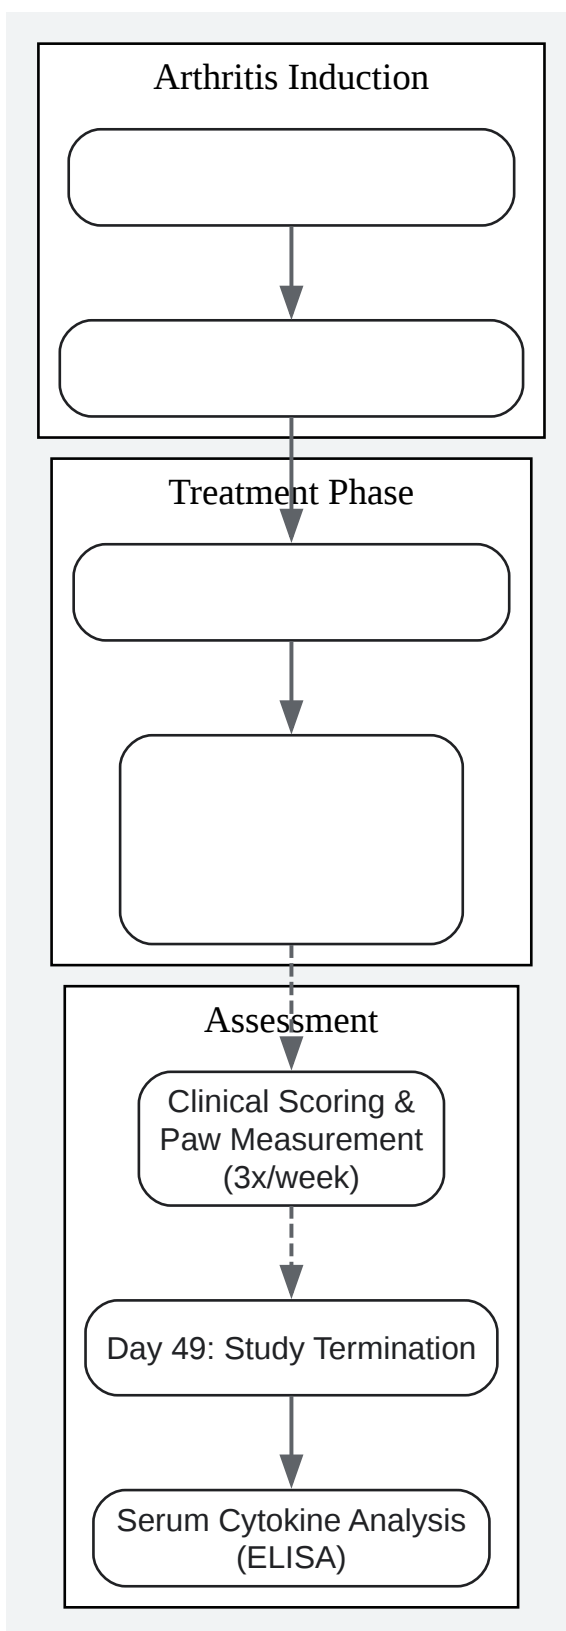 Arthritis Induction
Treatment Phase
Assessment
Clinical Scoring &
Paw Measurement
(3x/week)
Day 49: Study Termination
Serum Cytokine Analysis
(ELISA)